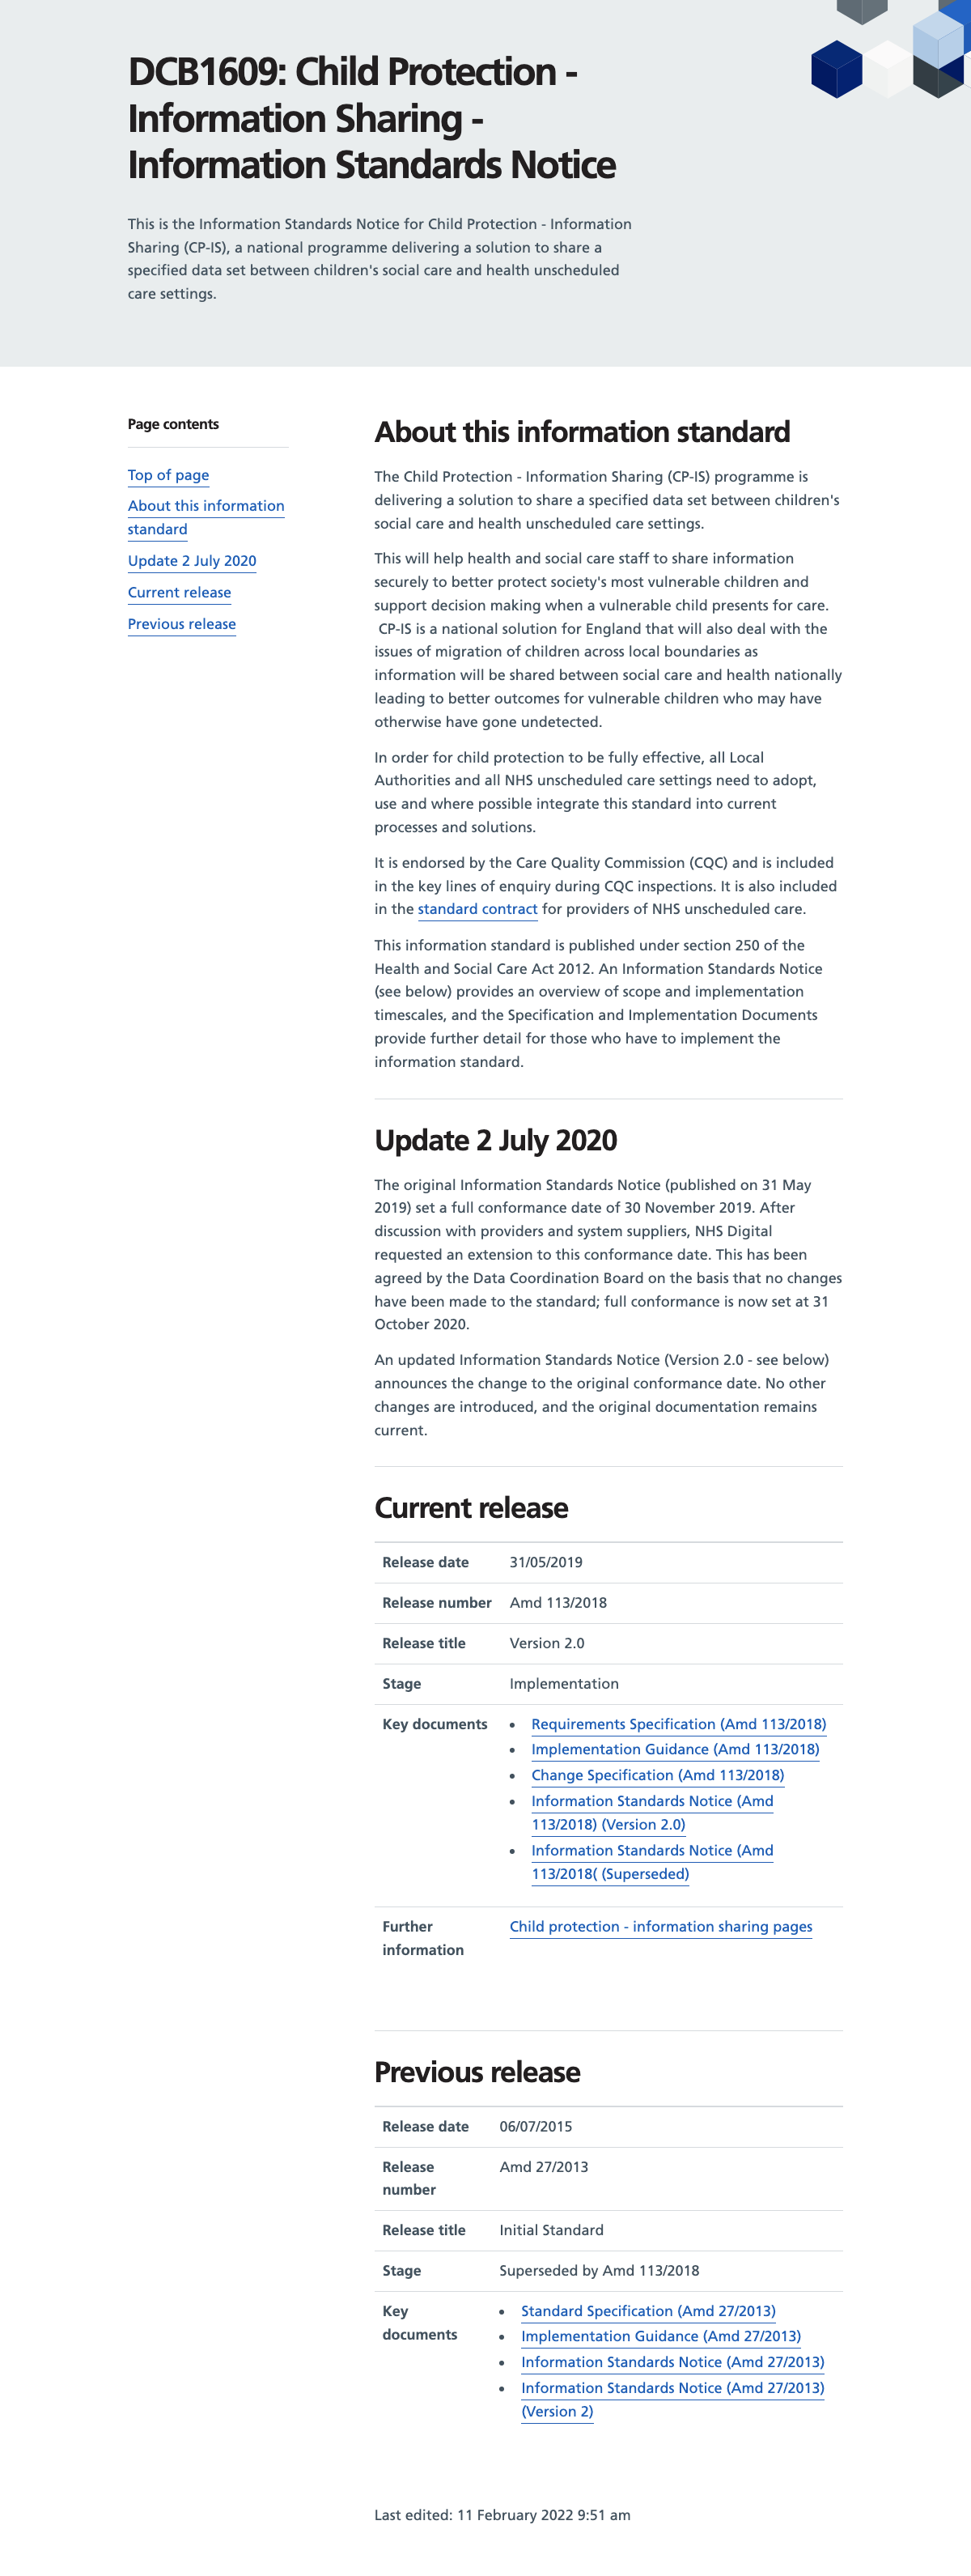 DCB1609: Child Protection -
Information Sharing -
Information Standards Notice
This is the Information Standards Notice for Child Protection - Information
Sharing (CP-IS), a national programme delivering a solution to share a
specified data set between children's social care and health unscheduled
care settings.
Page contents
Top of page
About this information
standard
Update 2 July 2020
Current release
Previous release
About this information standard
The Child Protection - Information Sharing (CP-IS) programme is
delivering a solution to share a specified data set between children's
social care and health unscheduled care settings.
This will help health and social care staff to share information
securely to better protect society's most vulnerable children and
support decision making when a vulnerable child presents for care.
CP-IS is a national solution for England that will also deal with the
issues of migration of children across local boundaries as
information will be shared between social care and health nationally
leading to better outcomes for vulnerable children who may have
otherwise have gone undetected.
In order for child protection to be fully effective, all Local
Authorities and all NHS unscheduled care settings need to adopt,
use and where possible integrate this standard into current
processes and solutions.
It is endorsed by the Care Quality Commission (CQC) and is included
in the key lines of enquiry during CQC inspections. It is also included
in the standard contract for providers of NHS unscheduled care.
This information standard is published under section 250 of the
Health and Social Care Act 2012. An Information Standards Notice
(see below) provides an overview of scope and implementation
timescales, and the Specification and Implementation Documents
provide further detail for those who have to implement the
information standard.
Update 2 July 2020
The original Information Standards Notice (published on 31 May
2019) set a full conformance date of 30 November 2019. After
discussion with providers and system suppliers, NHS Digital
requested an extension to this conformance date. This has been
agreed by the Data Coordination Board on the basis that no changes
have been made to the standard; full conformance is now set at 31
October 2020.
An updated Information Standards Notice (Version 2.0 - see below)
announces the change to the original conformance date. No other
changes are introduced, and the original documentation remains
current.
Current release
Release date 31/05/2019
Release number Amd 113/2018
Release title Version 2.0
Stage Implementation
Key documents • Requirements Specification (Amd 113/2018)
• Implementation Guidance (Amd 113/2018)
• Change Specification (Amd 113/2018)
• Information Standards Notice (Amd
113/2018) (Version 2.0)
• Information Standards Notice (Amd
113/2018( (Superseded)
Further Child protection - information sharing pages
information
Previous release
Release date 06/07/2015
Release Amd 27/2013
number
Release title Initial Standard
Stage Superseded by Amd 113/2018
Key • Standard Specification (Amd 27/2013)
documents • Implementation Guidance (Amd 27/2013)
• Information Standards Notice (Amd 27/2013)
• Information Standards Notice (Amd 27/2013)
(Version 2)
Last edited: 11 February 2022 9:51 am